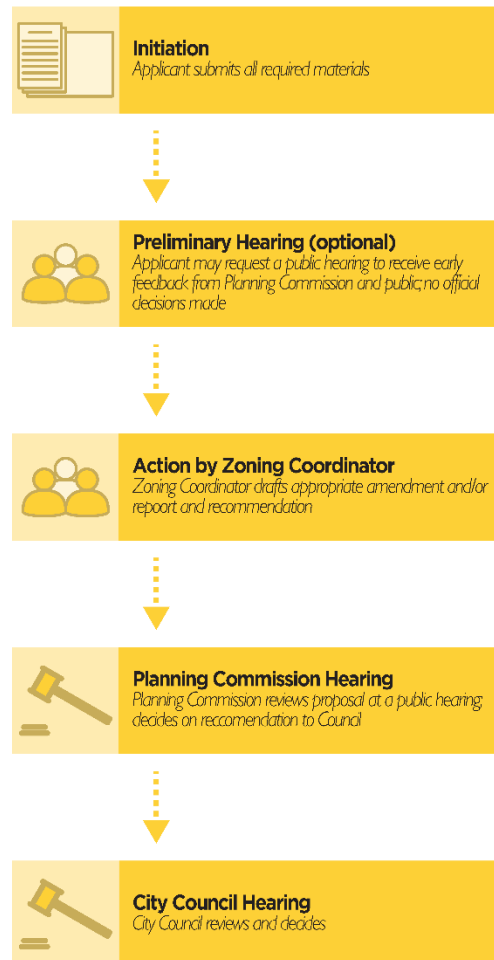 Initiation
Applicant submits all required materials
Preliminary Hearing (optional)
Applicant may request a public hearing to receive early
feedback from Planning Commission and public; no official
decisions made
Action by Zoning Coordinator
Zoning Coordinator drafts appropriate amendment and/or
repoort and recommendation
Planning Commission Hearing
Planning Commission reviews proposal at a public hearing;
decides on reccomendation to Council
City Council Hearing
City Council reviews and decides